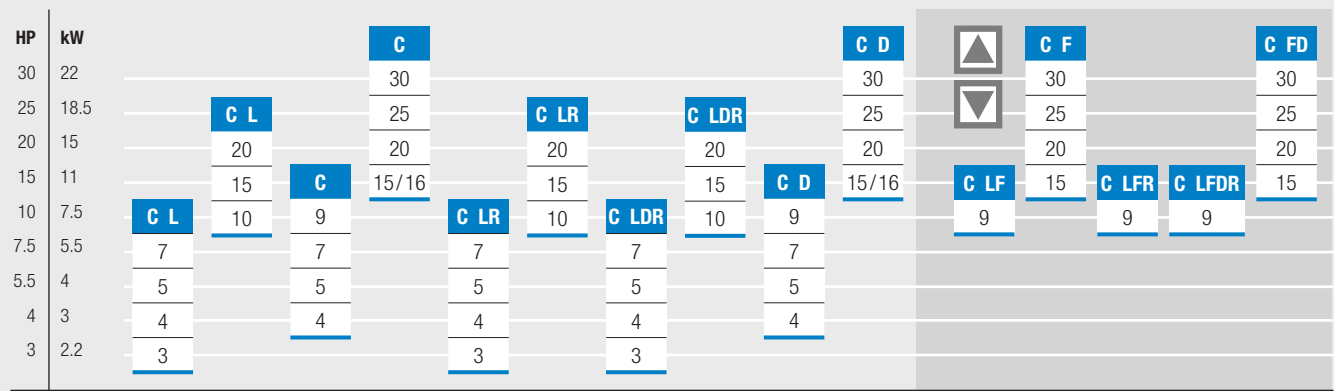 HP kW C C D C F C FD
30 22 30 30 30 30
25 18.5 C L 25 C LR C LDR 25 25 25
20 15 20 20 20 20 20 20 20
15 11 15 C 15/16 15 15 C D 15/16 C LF 15 C LFR C LFDR 15
10 7.5 C L 10 9 C LR 10 C LDR 10 9 9 9 9
7.5 5.5 7 7 7 7 7
5.5 4 5 5 5 5 5
4 3 4 4 4 4 4
3 2.2 3 3 3